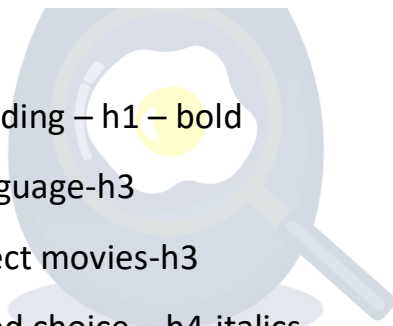 ding – h1 – bold
guage-h3
ect movies-h3
d choice – h4-italics